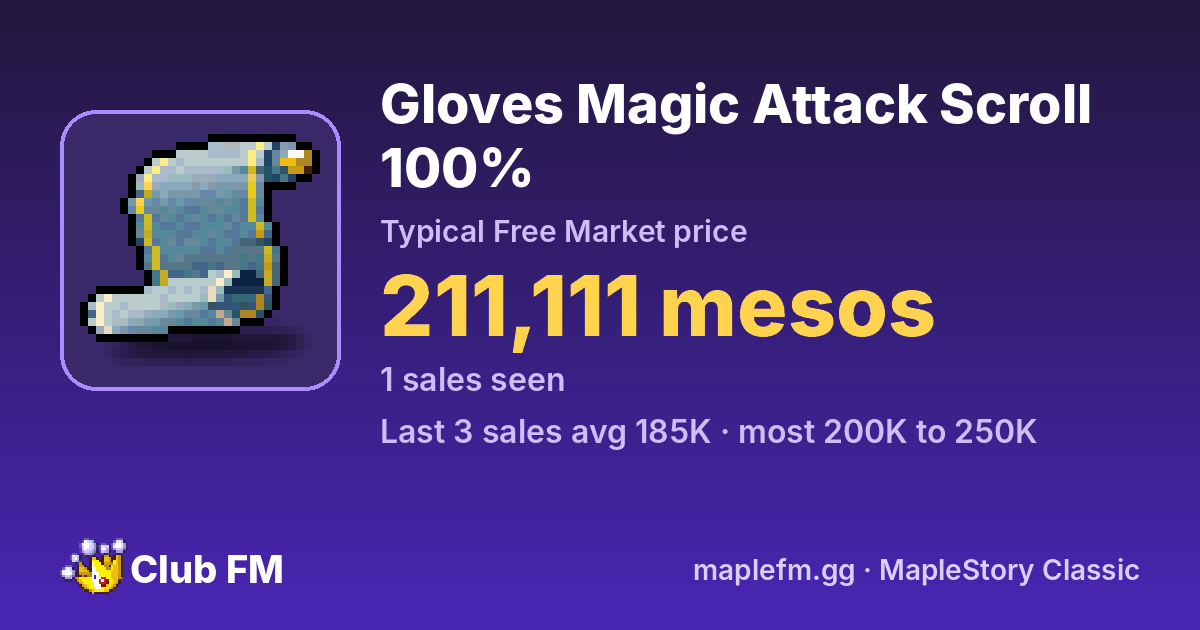 Gloves Magic Attack Scroll
100%
Typical Free Market price
211,111 mesos
1 sales seen
Last 3 sales avg 185K · most 200K to 250K
Club FM
maplefm.gg · MapleStory Classic